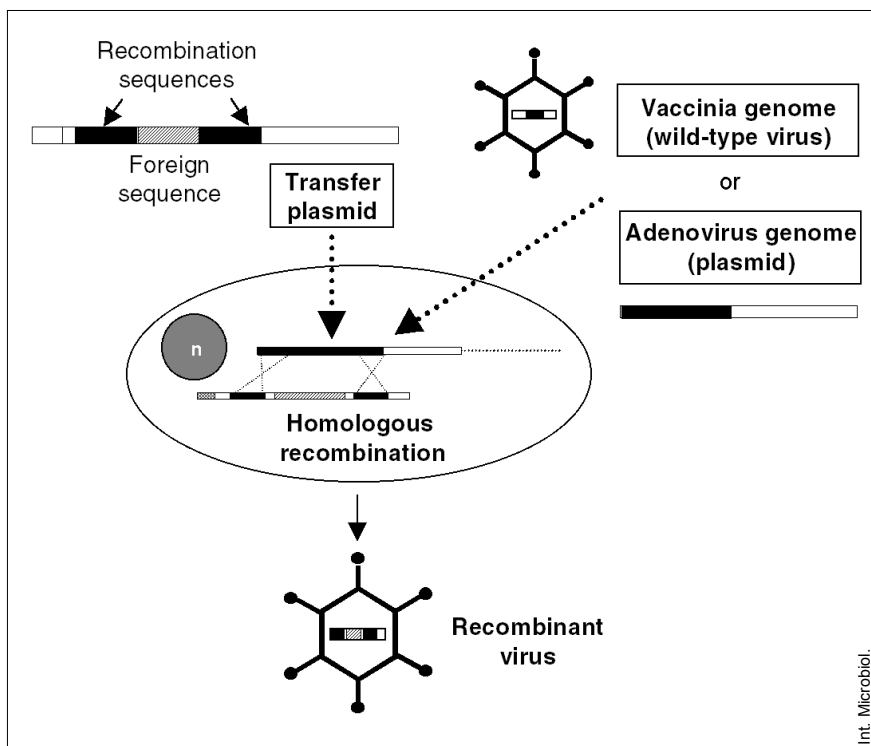 Recombination
sequences
Foreign
sequence
Transfer
plasmid
Vaccinia genome
(wild-type virus)
or
Adenovirus genome
(plasmid)
n
Homologous
recombination
Recombinant
virus
Int. Microbiol.